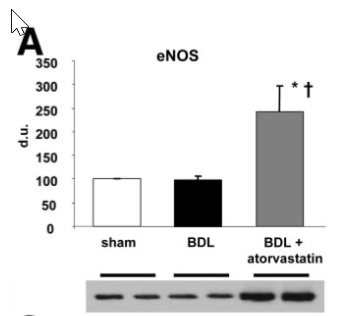 A
eNOS
350
300
250
200
150
100
50
0
d.u.
* †
sham
BDL
BDL +
atorvastatin